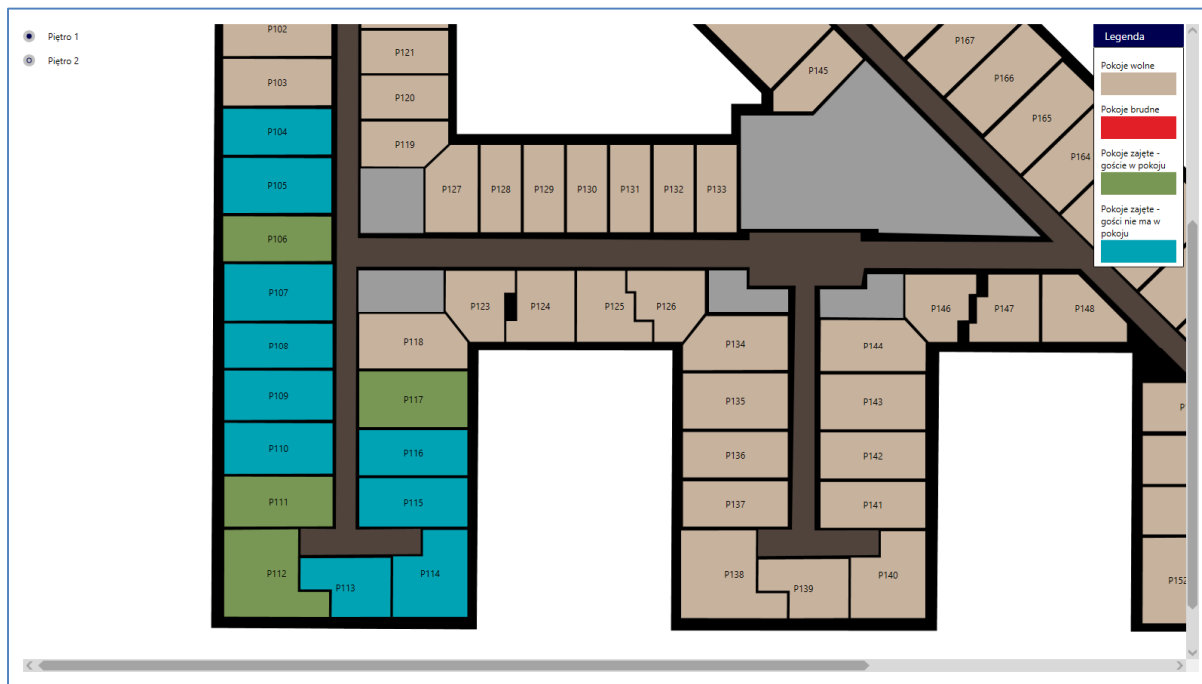 Piętro 1
Piętro 2
Legenda
Pokoje wolne
Pokoje brudne
Pokoje zajęte -
goście w pokoju
Pokoje zajęte -
gości nie ma w
pokoju
P102
P103
P104
P105
P106
P107
P108
P109
P110
P111
P112
P113
P114
P115
P116
P117
P118
P119
P120
P121
P127
P128
P129
P130
P131
P132
P133
P123
P124
P125
P126
P134
P135
P136
P137
P138
P139
P140
P141
P142
P143
P144
P145
P146
P147
P148
P167
P166
P165
P164
P152